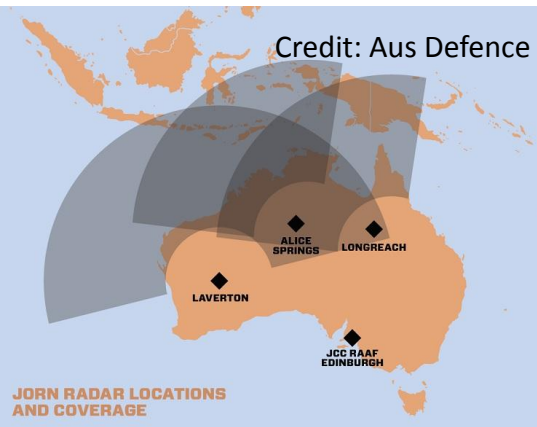 Credit: Aus Defence
ALICE
SPRINGS
LONGREACH
LAVERTON
JCC RAAF
EDINBURGH
JORN RADAR LOCATIONS
AND COVERAGE